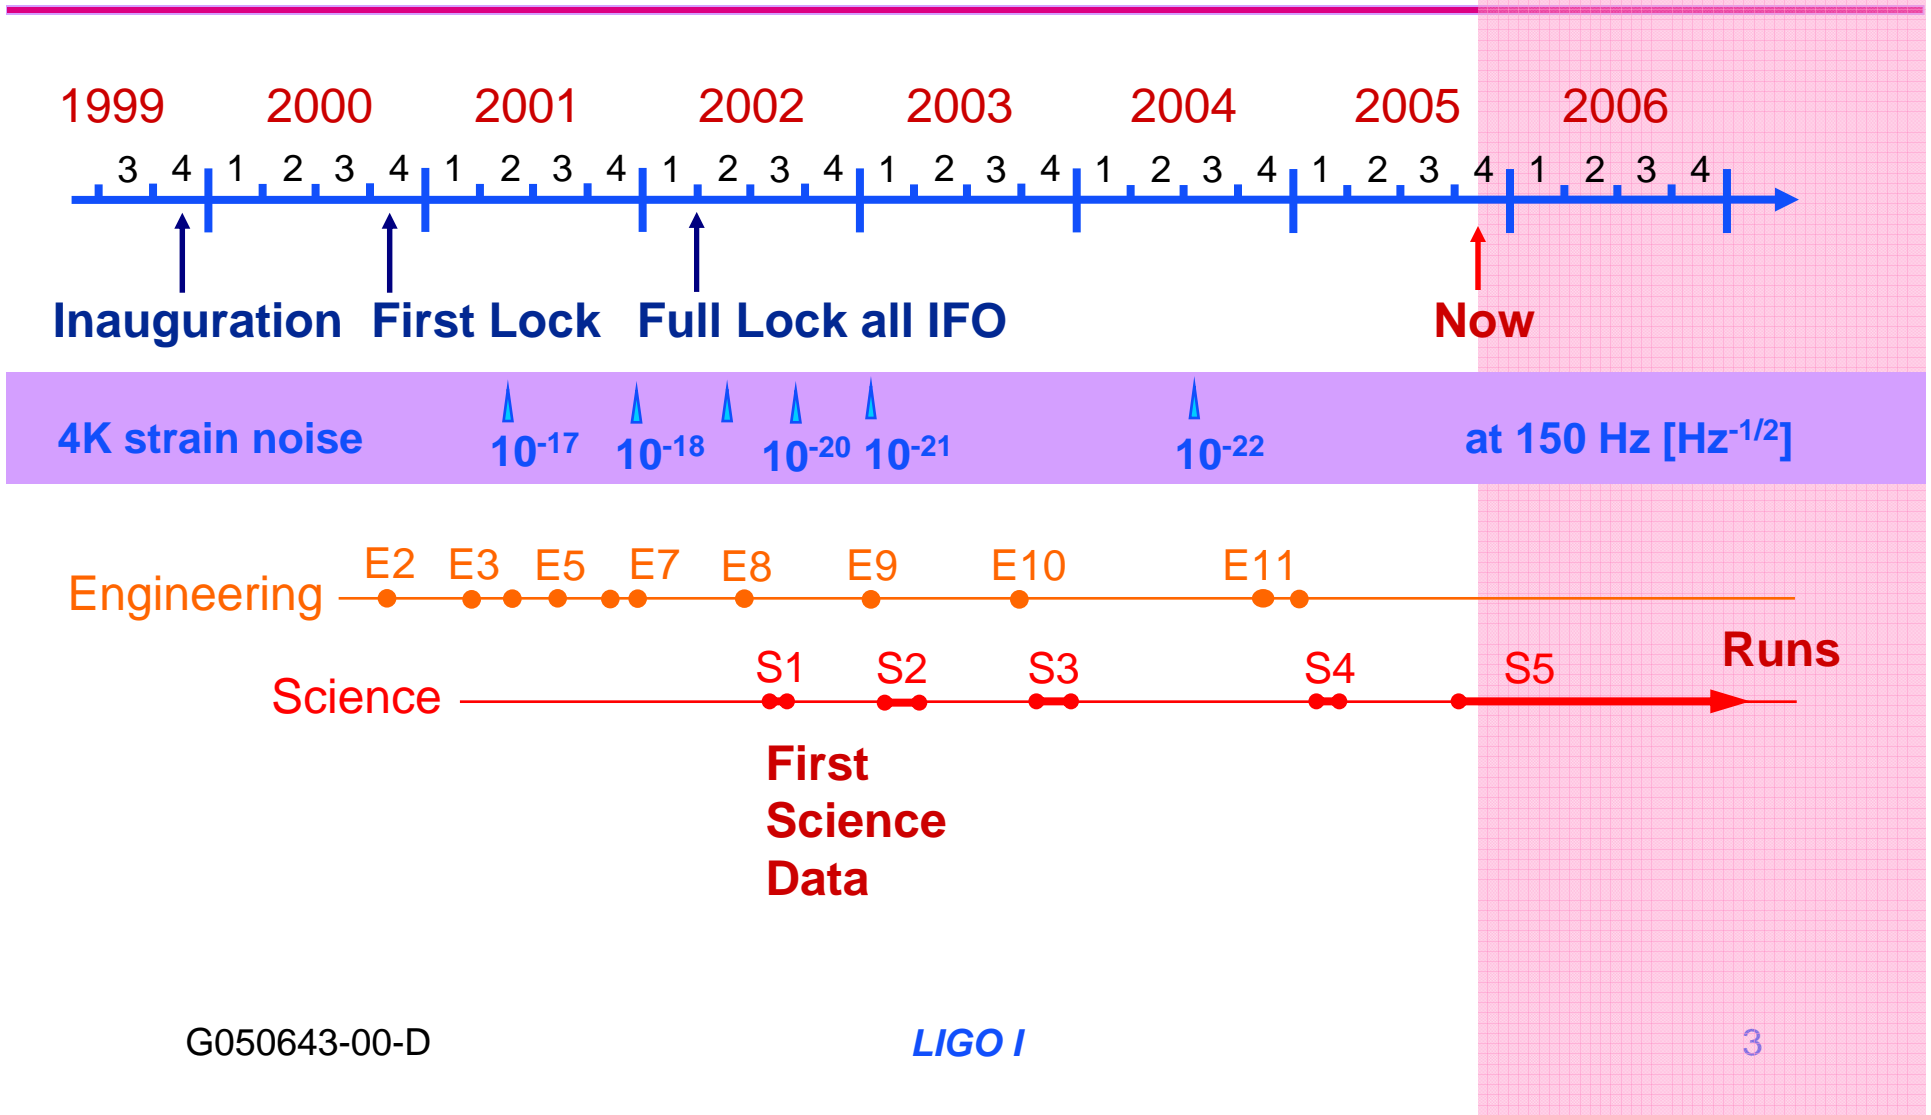 1999 2000 2001 2002 2003 2004 2005 2006
3 4 1 2 3 4 1 2 3 4 1 2 3 4 1 2 3 4 1 2 3 4 1 2 3 4 1 2 3 4
Inauguration First Lock Full Lock all IFO Now
4K strain noise 10-17 10-18 10-20 10-21 10-22 at 150 Hz [Hz-1/2]
E2 E3 E5 E7 E8 E9 E10 E11
Engineering
Runs
S1 S2 S3 S4 S5
Science
First
Science
Data
G050643-00-D LIGO I 3